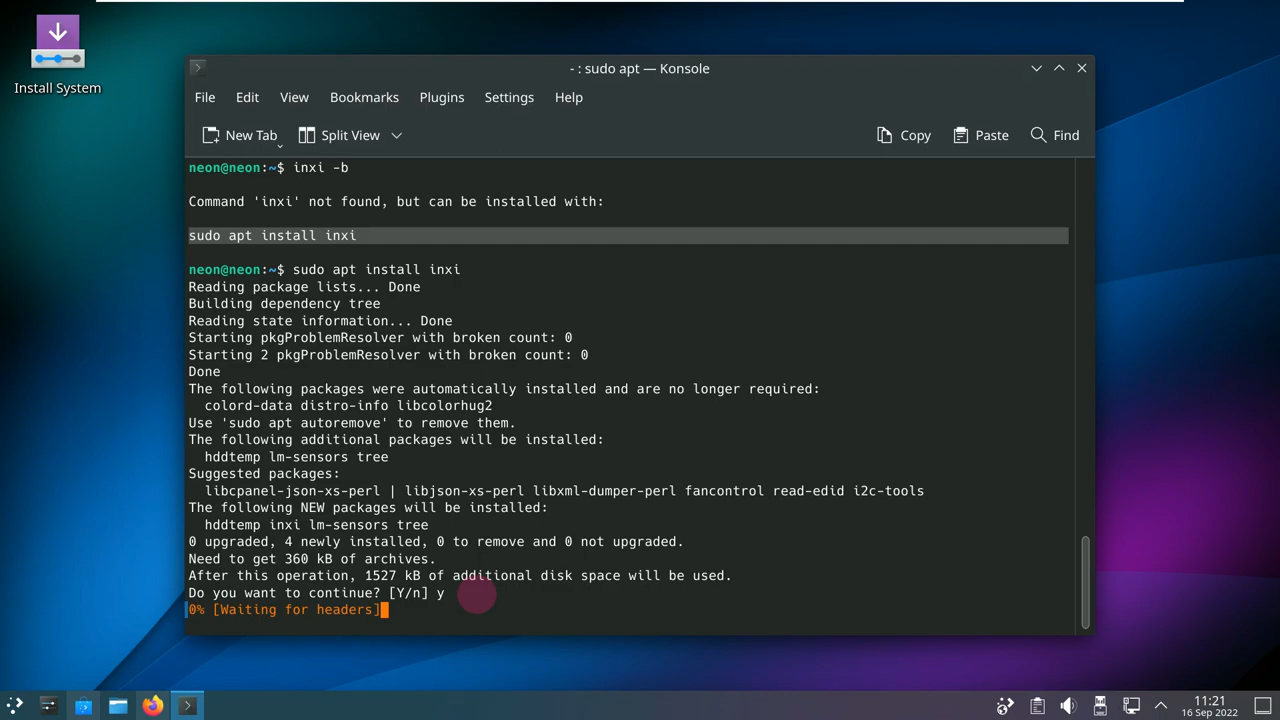 Install System
- : sudo apt — Konsole
File Edit View Bookmarks Plugins Settings Help
New Tab Split View Copy Paste Find
neon@neon:~$ inxi -b
Command 'inxi' not found, but can be installed with:
sudo apt install inxi
neon@neon:~$ sudo apt install inxi
Reading package lists... Done
Building dependency tree
Reading state information... Done
Starting pkgProblemResolver with broken count: 0
Starting 2 pkgProblemResolver with broken count: 0
Done
The following packages were automatically installed and are no longer required:
colord-data distro-info libcolorhug2
Use 'sudo apt autoremove' to remove them.
The following additional packages will be installed:
hddtemp lm-sensors tree
Suggested packages:
libcpanel-json-xs-perl | libjson-xs-perl libxml-dumper-perl fancontrol read-edid i2c-tools
The following NEW packages will be installed:
hddtemp inxi lm-sensors tree
0 upgraded, 4 newly installed, 0 to remove and 0 not upgraded.
Need to get 360 kB of archives.
After this operation, 1527 kB of additional disk space will be used.
Do you want to continue? [Y/n] y
0% [Waiting for headers]
11:21
16 Sep 2022